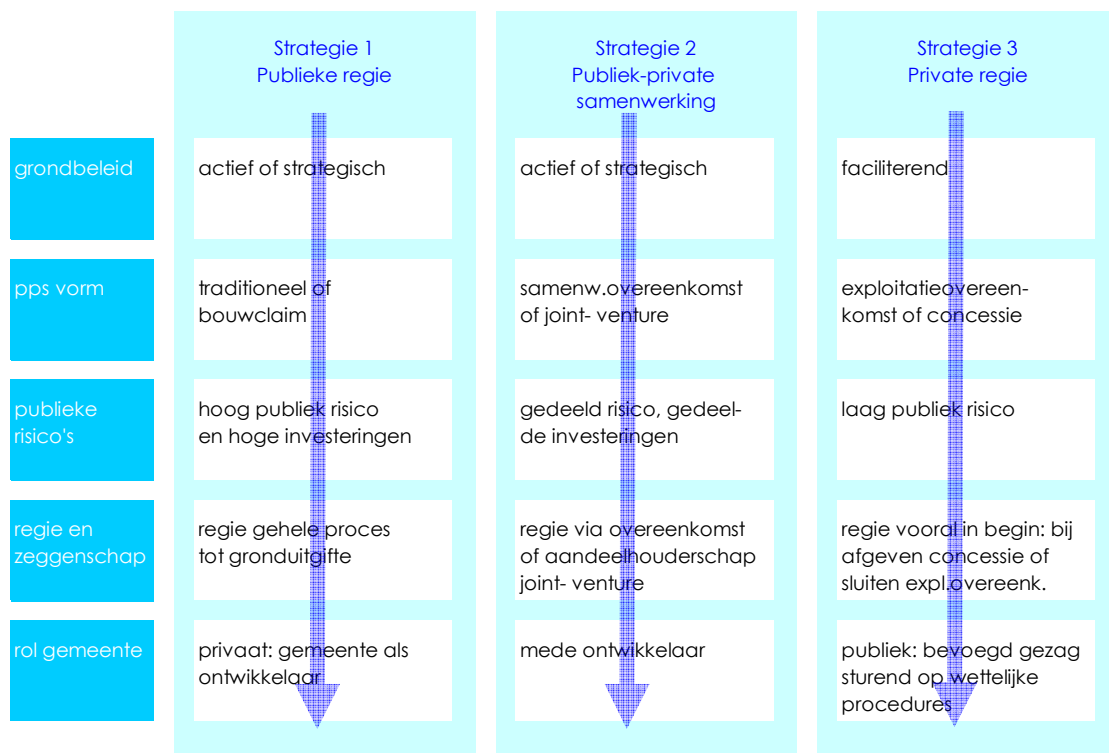 Strategie 1
Publieke regie
Strategie 2
Publiek-private
samenwerking
Strategie 3
Private regie
grondbeleid
actief of strategisch
actief of strategisch
faciliterend
pps vorm
traditioneel of
bouwclaim
samenw.overeenkomst
of joint- venture
exploitatieovereen-
komst of concessie
publieke
risico's
hoog publiek risico
en hoge investeringen
gedeeld risico, gedeel-
de investeringen
laag publiek risico
regie en
zeggenschap
regie gehele proces
tot gronduitgifte
regie via overeenkomst
of aandeelhouderschap
joint- venture
regie vooral in begin: bij
afgeven concessie of
sluiten expl.overeenk.
rol gemeente
privaat: gemeente als
ontwikkelaar
mede ontwikkelaar
publiek: bevoegd gezag
sturend op wettelijke
procedures